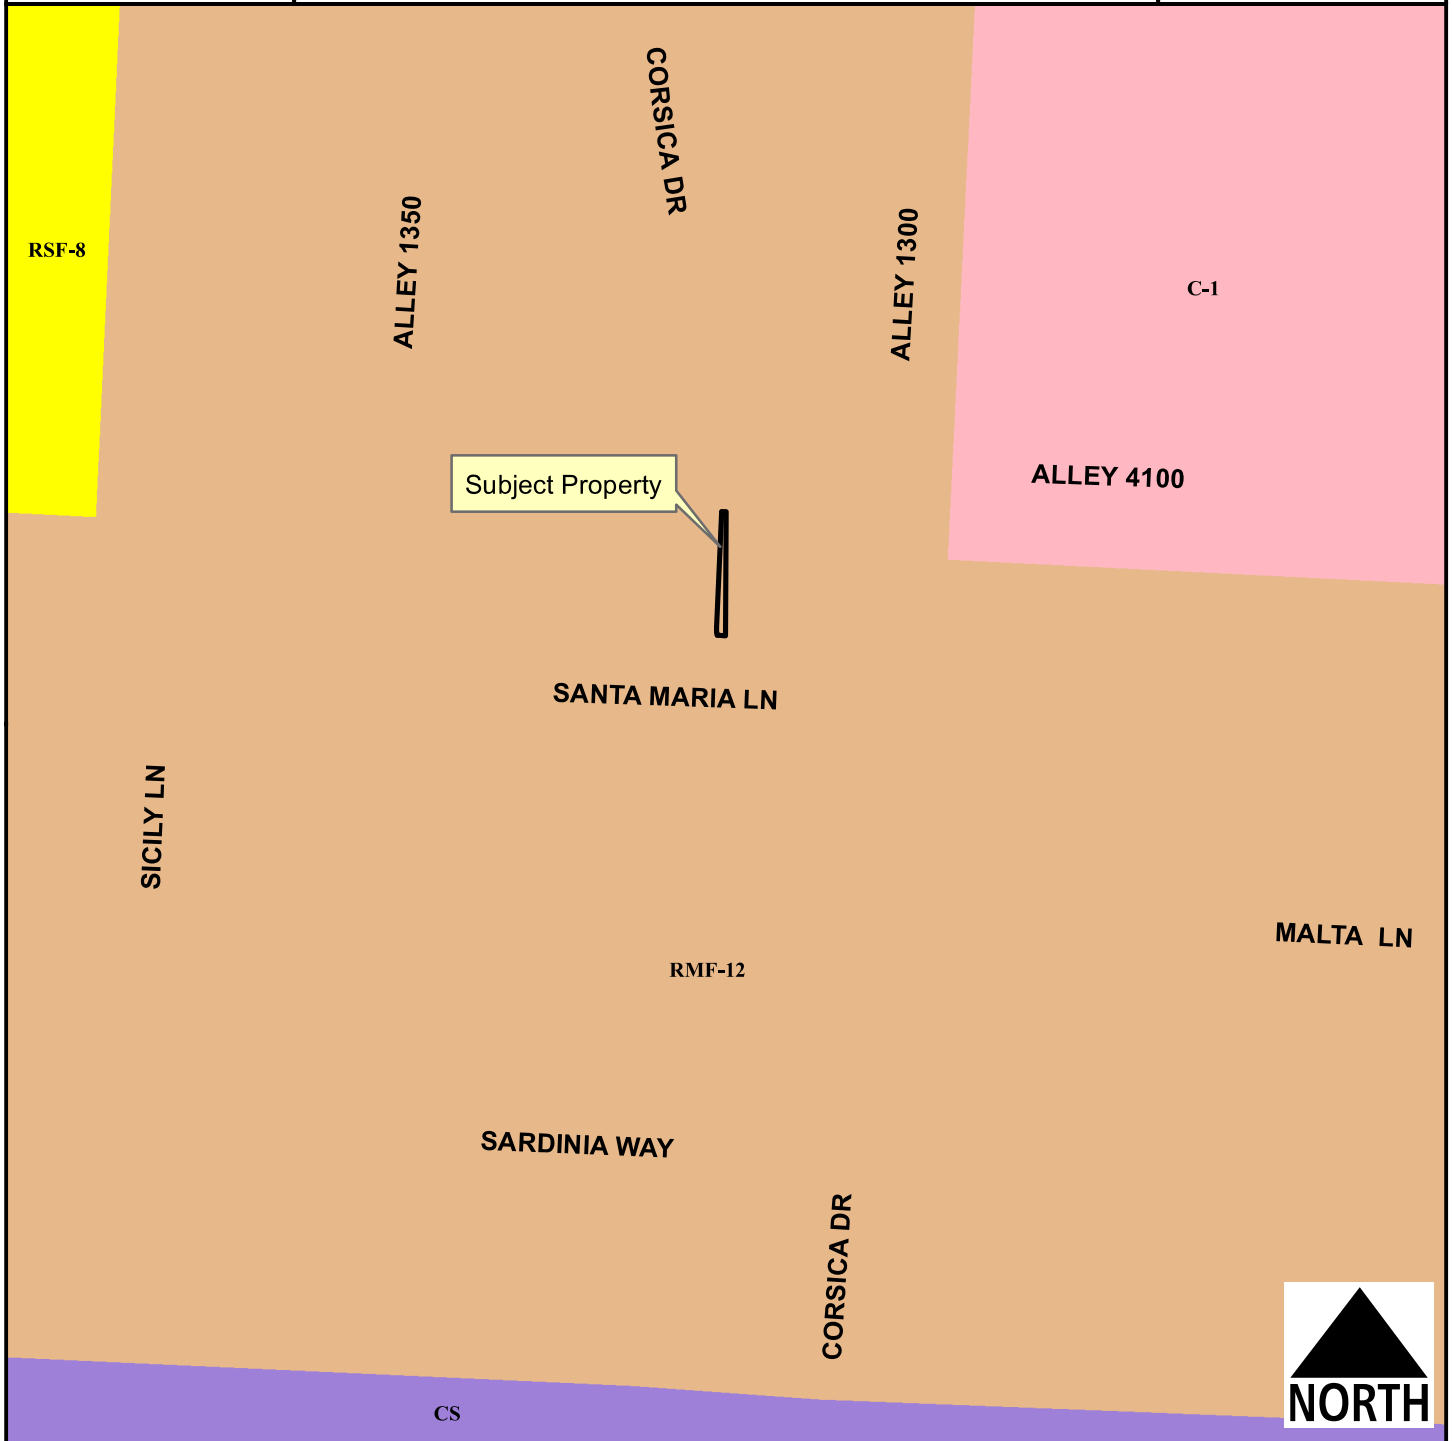 CORSICA DR
ALLEY 1350
ALLEY 1300
RSF-8
C-1
ALLEY 4100
Subject Property
SANTA MARIA LN
SICILY LN
MALTA LN
RMF-12
SARDINIA WAY
CORSICA DR
NORTH
CS